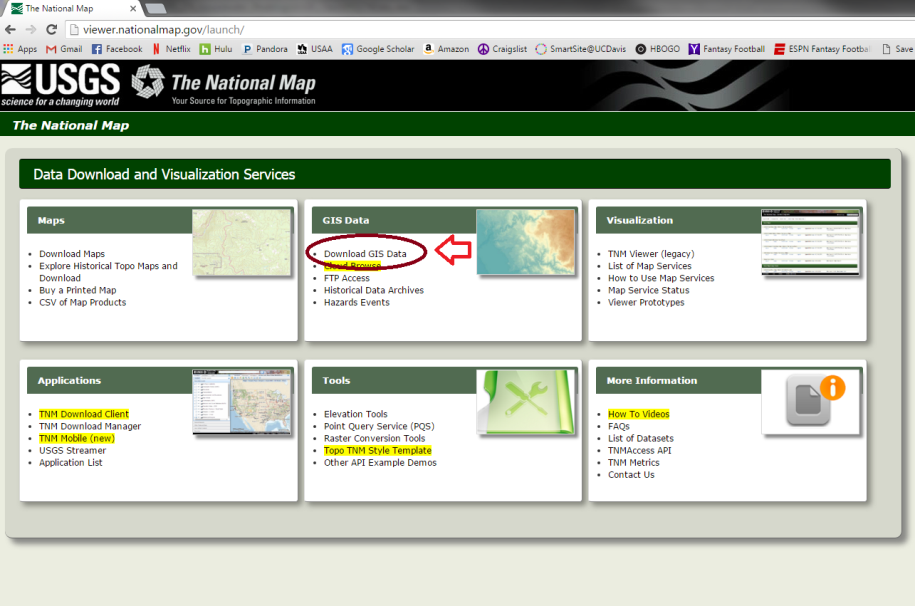 The National Map
viewer.nationalmap.gov/launch/
Apps Gmail Facebook Netflix Hulu Pandora USAA Google Scholar Amazon Craigslist SmartSite@UCDavis HBOGO Fantasy Football ESPN Fantasy Footbal Save
USGS
science for a changing world
The National Map
Your Source for Topographic Information
The National Map
Data Download and Visualization Services
Maps
Download Maps
Explore Historical Topo Maps and
Download
Buy a Printed Map
CSV of Map Products
GIS Data
Download GIS Data
Cloud Browse
FTP Access
Historical Data Archives
Hazards Events
Visualization
TNM Viewer (legacy)
List of Map Services
How to Use Map Services
Map Service Status
Viewer Prototypes
Applications
TNM Download Client
TNM Download Manager
TNM Mobile (new)
USGS Streamer
Application List
Tools
Elevation Tools
Point Query Service (PQS)
Raster Conversion Tools
Topo TNM Style Template
Other API Example Demos
More Information
How To Videos
FAQs
List of Datasets
TNMAccess API
TNM Metrics
Contact Us